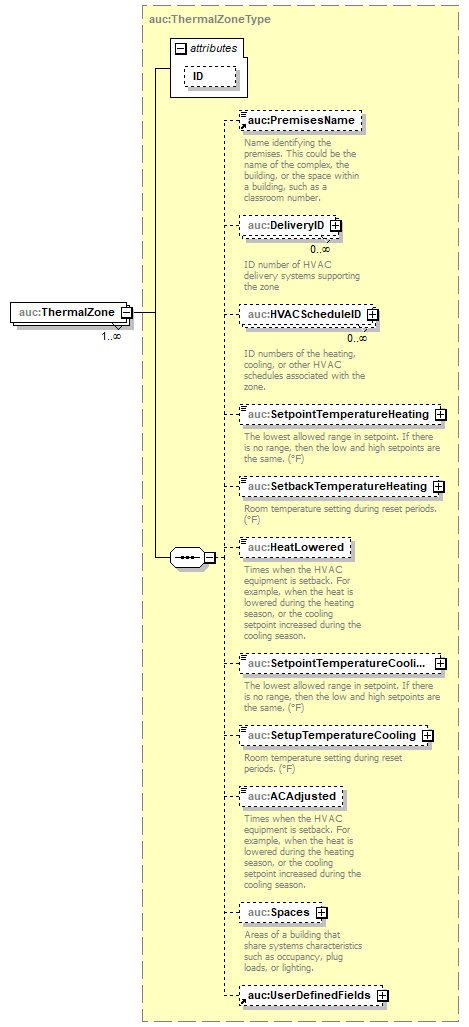 auc:ThermalZoneType
attributes
ID
auc:PremisesName
Name identifying the
premises. This could be the
name of the complex, the
building, or the space within
a building, such as a
classroom number.
auc:DeliveryID
0..∞
ID number of HVAC
delivery systems supporting
the zone
auc:ThermalZone
1..∞
auc:HVACScheduleID
0..∞
ID numbers of the heating,
cooling, or other HVAC
schedules associated with the
zone.
auc:SetpointTemperatureHeating
The lowest allowed range in setpoint. If there
is no range, then the low and high setpoints are
the same. (°F)
auc:SetbackTemperatureHeating
Room temperature setting during reset periods.
(°F)
auc:HeatLowered
Times when the HVAC
equipment is setback. For
example, when the heat is
lowered during the heating
season, or the cooling
setpoint increased during the
cooling season.
auc:SetpointTemperatureCooli...
The lowest allowed range in setpoint. If there
is no range, then the low and high setpoints are
the same. (°F)
auc:SetupTemperatureCooling
Room temperature setting during reset
periods. (°F)
auc:ACAdjusted
Times when the HVAC
equipment is setback. For
example, when the heat is
lowered during the heating
season, or the cooling
setpoint increased during the
cooling season.
auc:Spaces
Areas of a building that
share systems characteristics
such as occupancy, plug
loads, or lighting.
auc:UserDefinedFields